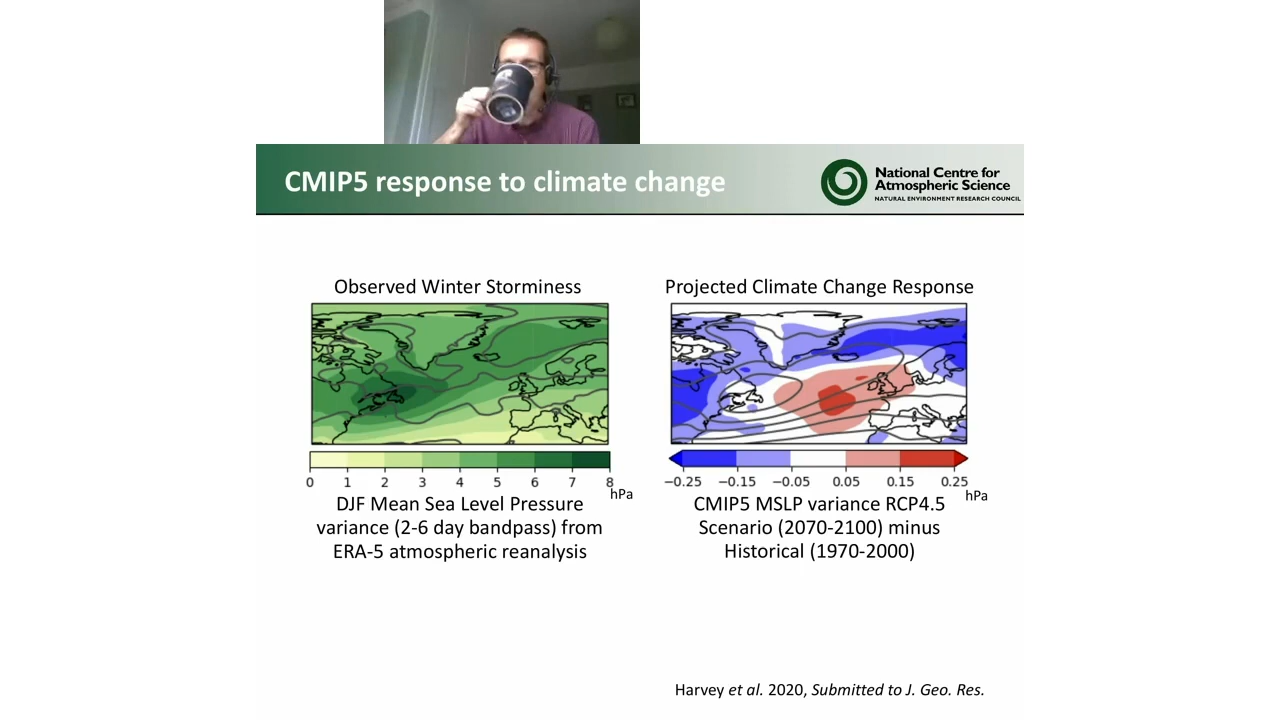 CMIP5 response to climate change
National Centre for
Atmospheric Science
NATURAL ENVIRONMENT RESEARCH COUNCIL
Observed Winter Storminess
0 1 2 3 4 5 6 7 8
hPa
DJF Mean Sea Level Pressure
variance (2-6 day bandpass) from
ERA-5 atmospheric reanalysis
Projected Climate Change Response
−0.25 −0.15 −0.05 0.05 0.15 0.25
hPa
CMIP5 MSLP variance RCP4.5
Scenario (2070-2100) minus
Historical (1970-2000)
Harvey et al. 2020, Submitted to J. Geo. Res.